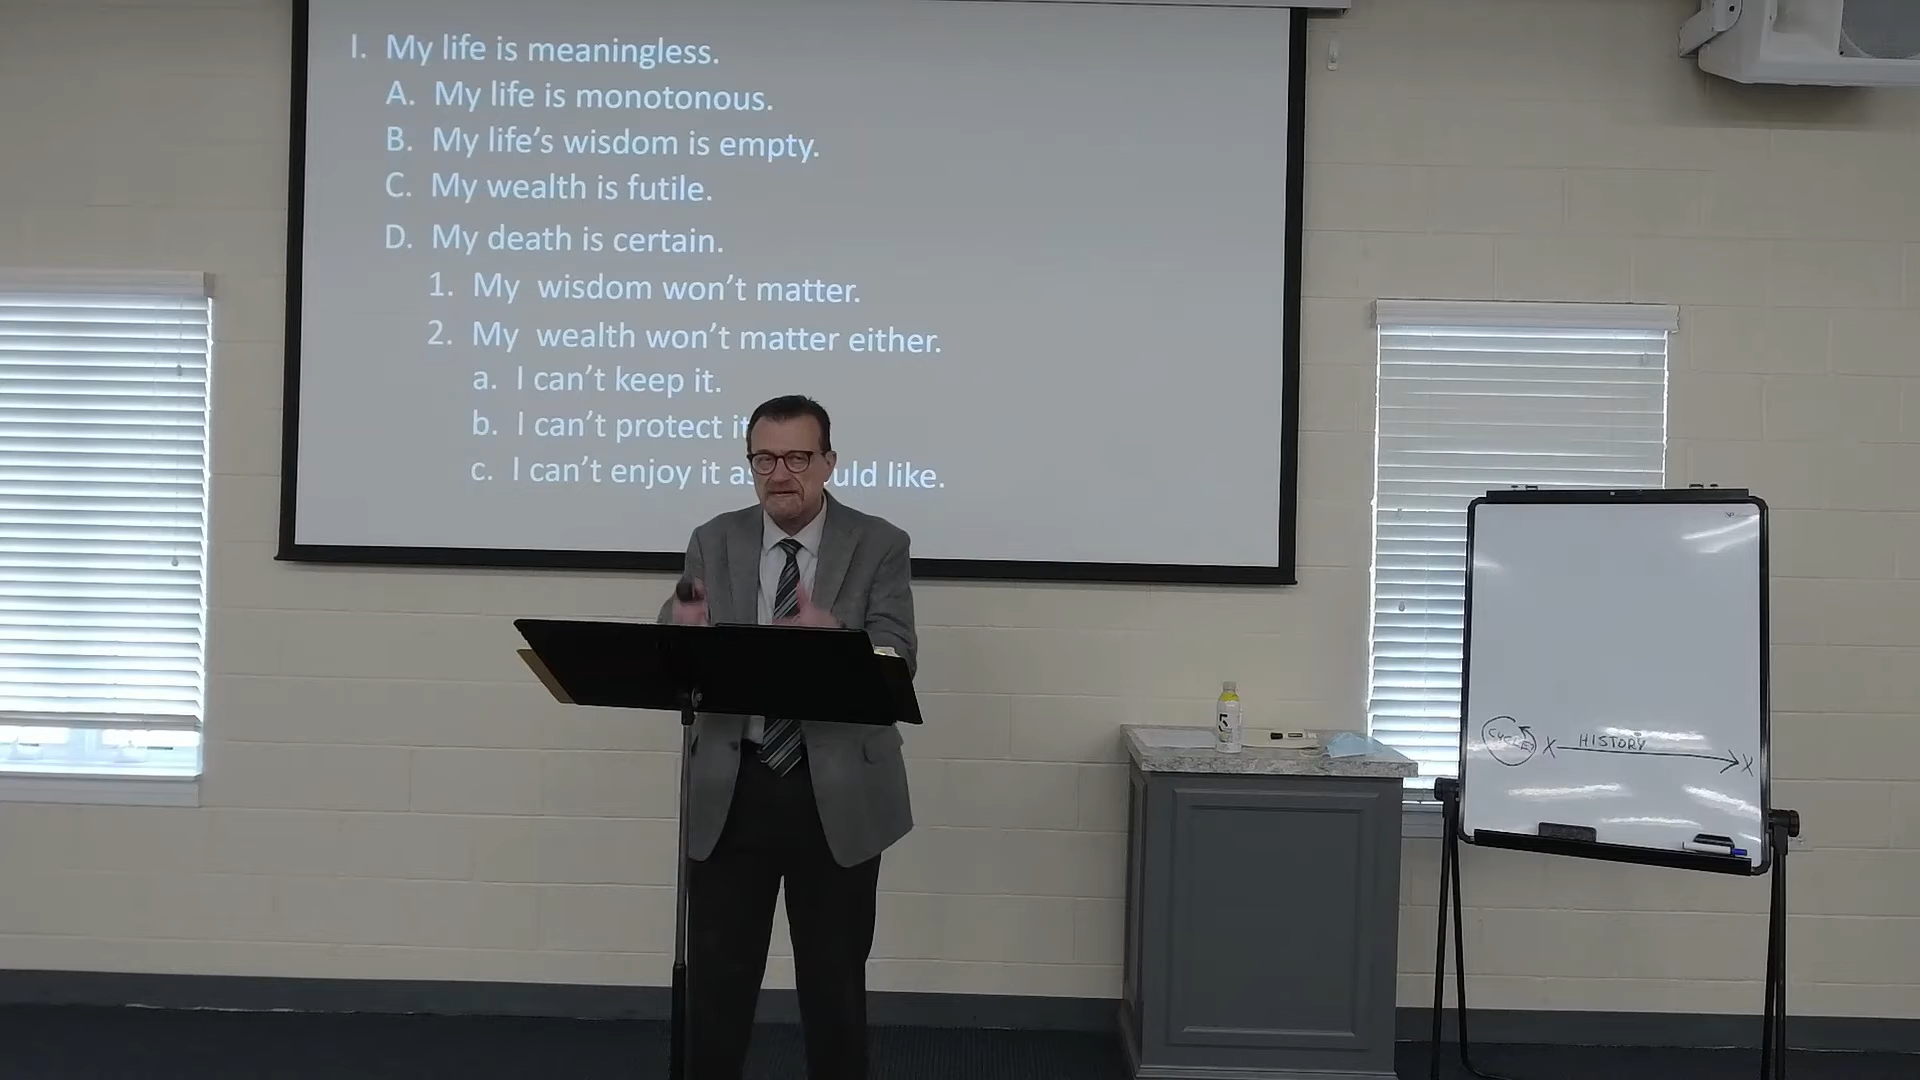 I. My life is meaningless.
A. My life is monotonous.
B. My life's wisdom is empty.
C. My wealth is futile.
D. My death is certain.
1. My wisdom won't matter.
2. My wealth won't matter either.
a. I can't keep it.
b. I can't protect it
c. I can't enjoy it as like.
X HISTORY X